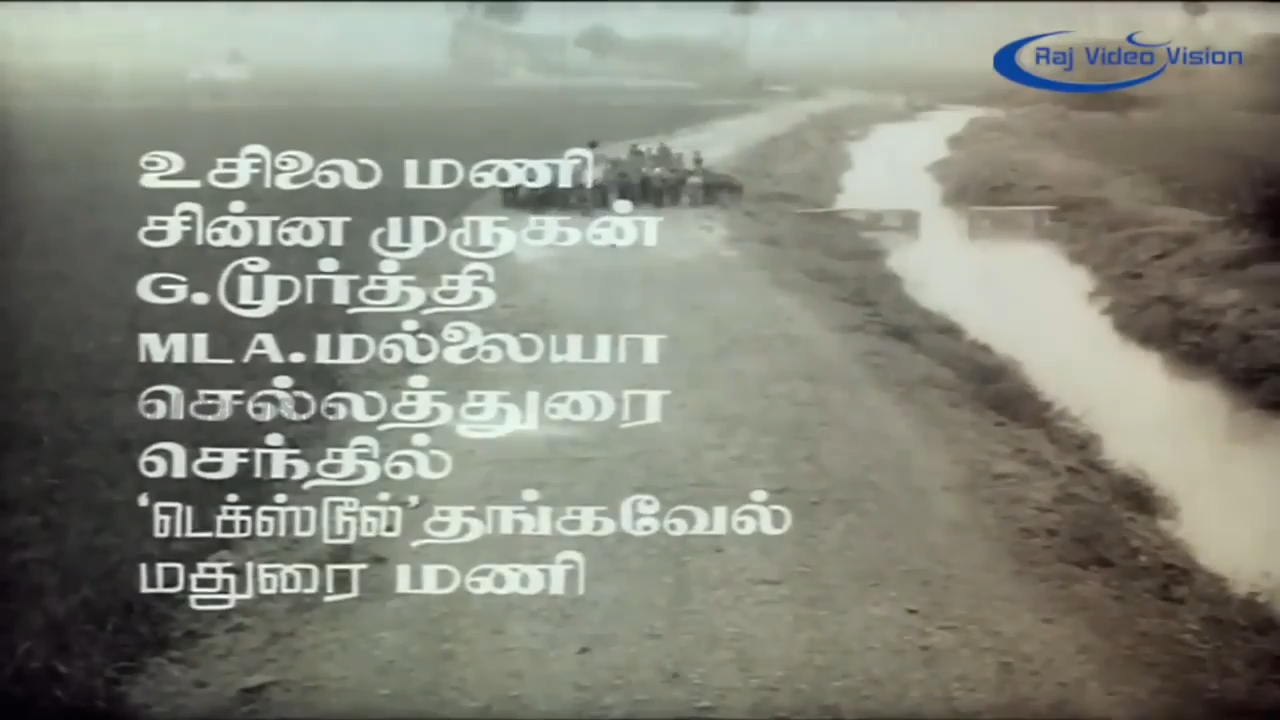 Raj Video Vision
உசிலை மணி
சின்ன முருகன்
G.மூர்த்தி
MLA.மல்லையா
செல்லத்துரை
செந்தில்
'டெக்ஸ்டூல்' தங்கவேல்
மதுரை மணி